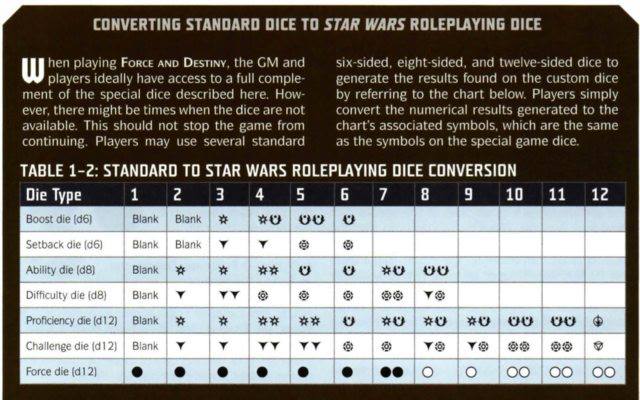 CONVERTING STANDARD DICE TO STAR WARS ROLEPLAYING DICE
When playing FORCE AND DESTINY, the GM and
players ideally have access to a full comple-
ment of the special dice described here. How-
ever, there might be times when the dice are not
available. This should not stop the game from
continuing. Players may use several standard
six-sided, eight-sided, and twelve-sided dice to
generate the results found on the custom dice
by referring to the chart below. Players simply
convert the numerical results generated to the
chart's associated symbols, which are the same
as the symbols on the special game dice.
TABLE 1–2: STANDARD TO STAR WARS ROLEPLAYING DICE CONVERSION
Die Type 1 2 3 4 5 6 7 8 9 10 11 12
Boost die (d6) Blank Blank
Setback die (d6) Blank Blank
Ability die (d8) Blank
Difficulty die (d8) Blank
Proficiency die (d12) Blank
Challenge die (d12) Blank
Force die (d12)